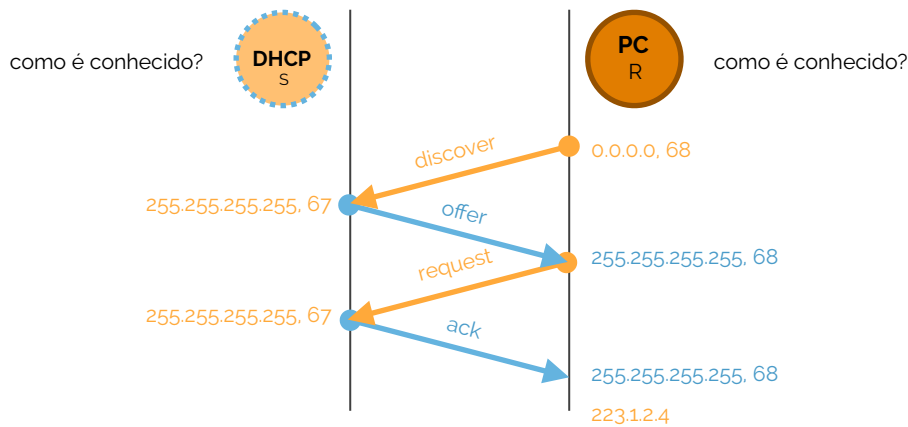 como é conhecido?
DHCP
S
PC
R
como é conhecido?
discover
0.0.0.0, 68
255.255.255.255, 67
offer
255.255.255.255, 68
request
255.255.255.255, 67
ack
255.255.255.255, 68
223.1.2.4